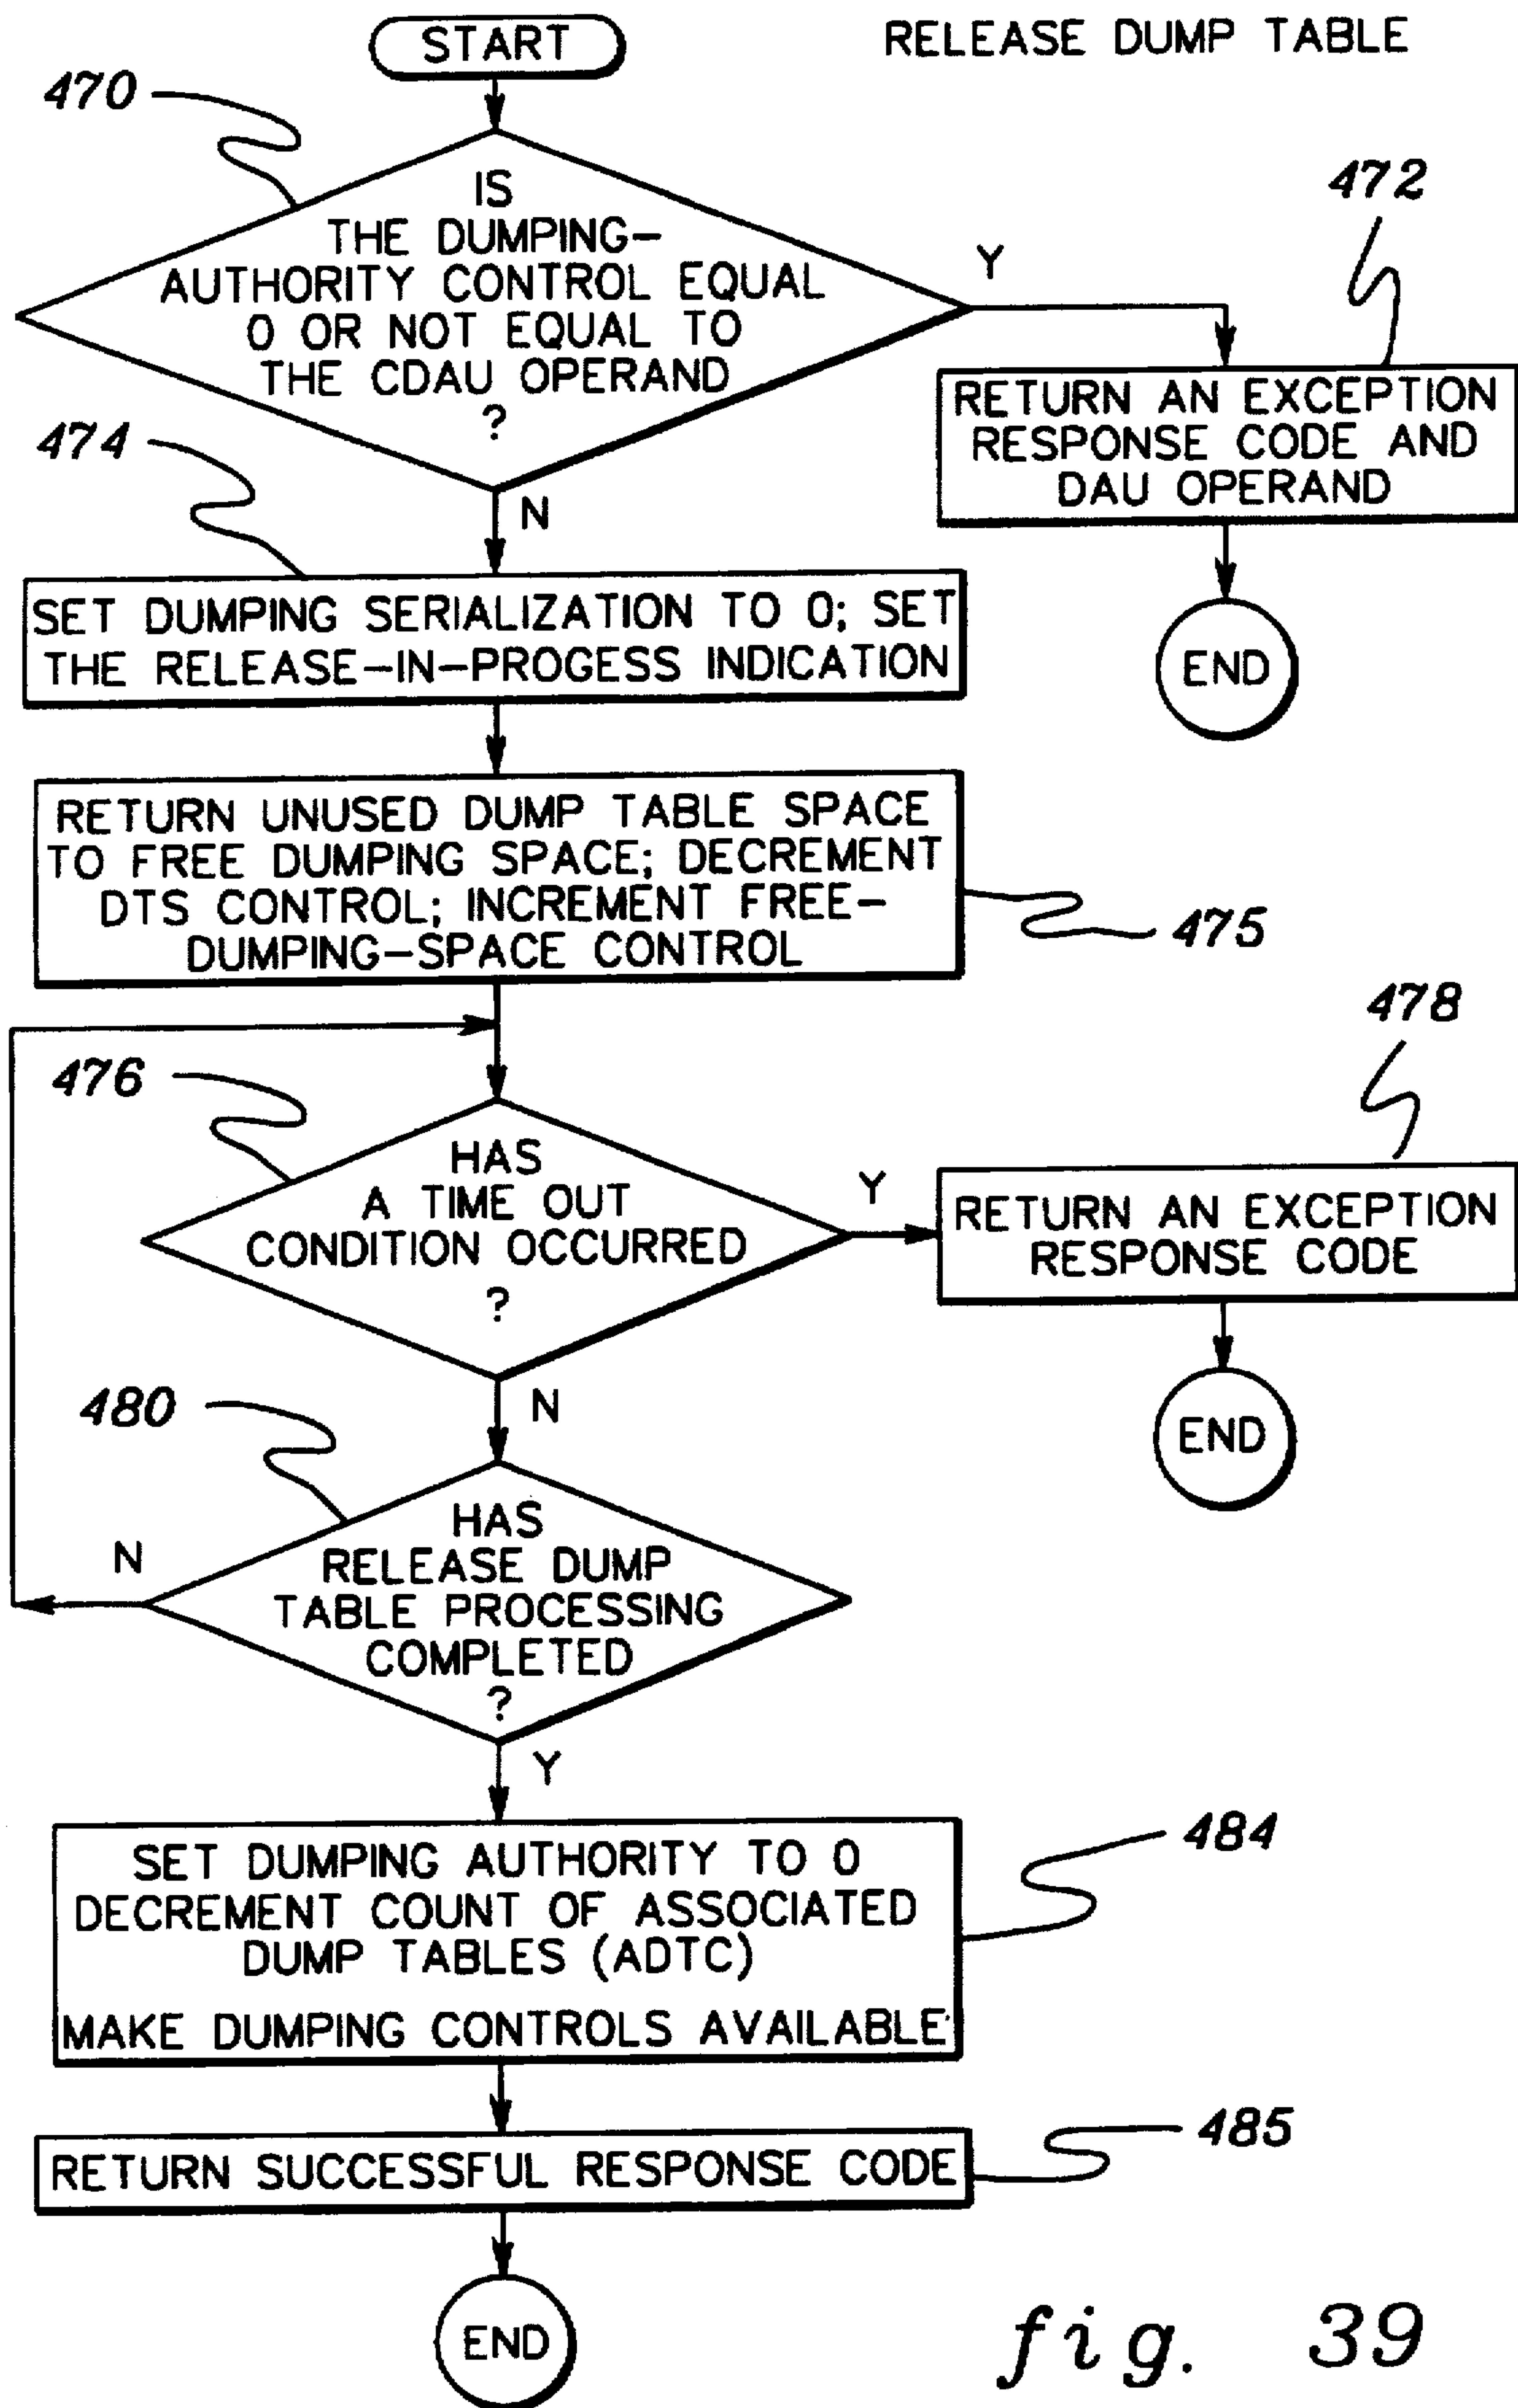 START
RELEASE DUMP TABLE
470
IS
THE DUMPING-
AUTHORITY CONTROL EQUAL
0 OR NOT EQUAL TO
THE CDAU OPERAND
?
Y
472
RETURN AN EXCEPTION
RESPONSE CODE AND
DAU OPERAND
END
474
N
SET DUMPING SERIALIZATION TO 0; SET
THE RELEASE-IN-PROGESS INDICATION
RETURN UNUSED DUMP TABLE SPACE
TO FREE DUMPING SPACE; DECREMENT
DTS CONTROL; INCREMENT FREE-
DUMPING-SPACE CONTROL
475
476
HAS
A TIME OUT
CONDITION OCCURRED
?
Y
478
RETURN AN EXCEPTION
RESPONSE CODE
END
N
480
HAS
RELEASE DUMP
TABLE PROCESSING
COMPLETED
?
N
Y
SET DUMPING AUTHORITY TO 0
DECREMENT COUNT OF ASSOCIATED
DUMP TABLES (ADTC)
MAKE DUMPING CONTROLS AVAILABLE
484
RETURN SUCCESSFUL RESPONSE CODE
485
END
fig. 39